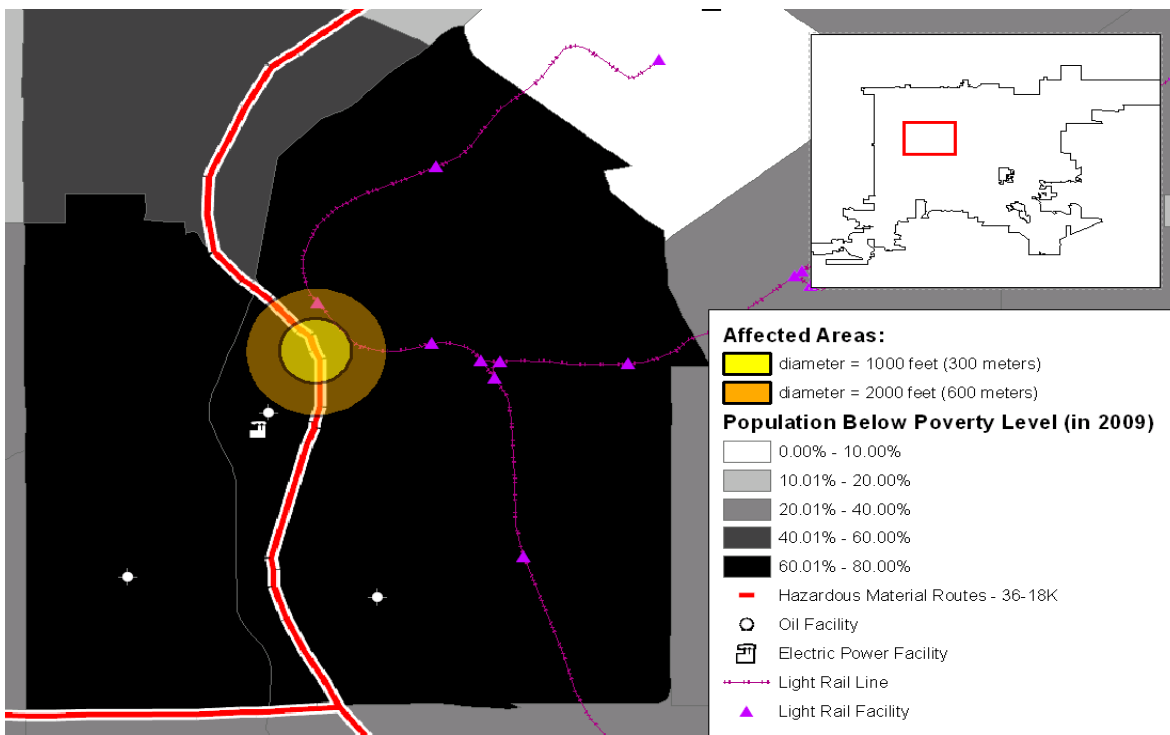 Affected Areas:
diameter = 1000 feet (300 meters)
diameter = 2000 feet (600 meters)
Population Below Poverty Level (in 2009)
0.00% - 10.00%
10.01% - 20.00%
20.01% - 40.00%
40.01% - 60.00%
60.01% - 80.00%
Hazardous Material Routes - 36-18K
Oil Facility
Electric Power Facility
Light Rail Line
Light Rail Facility